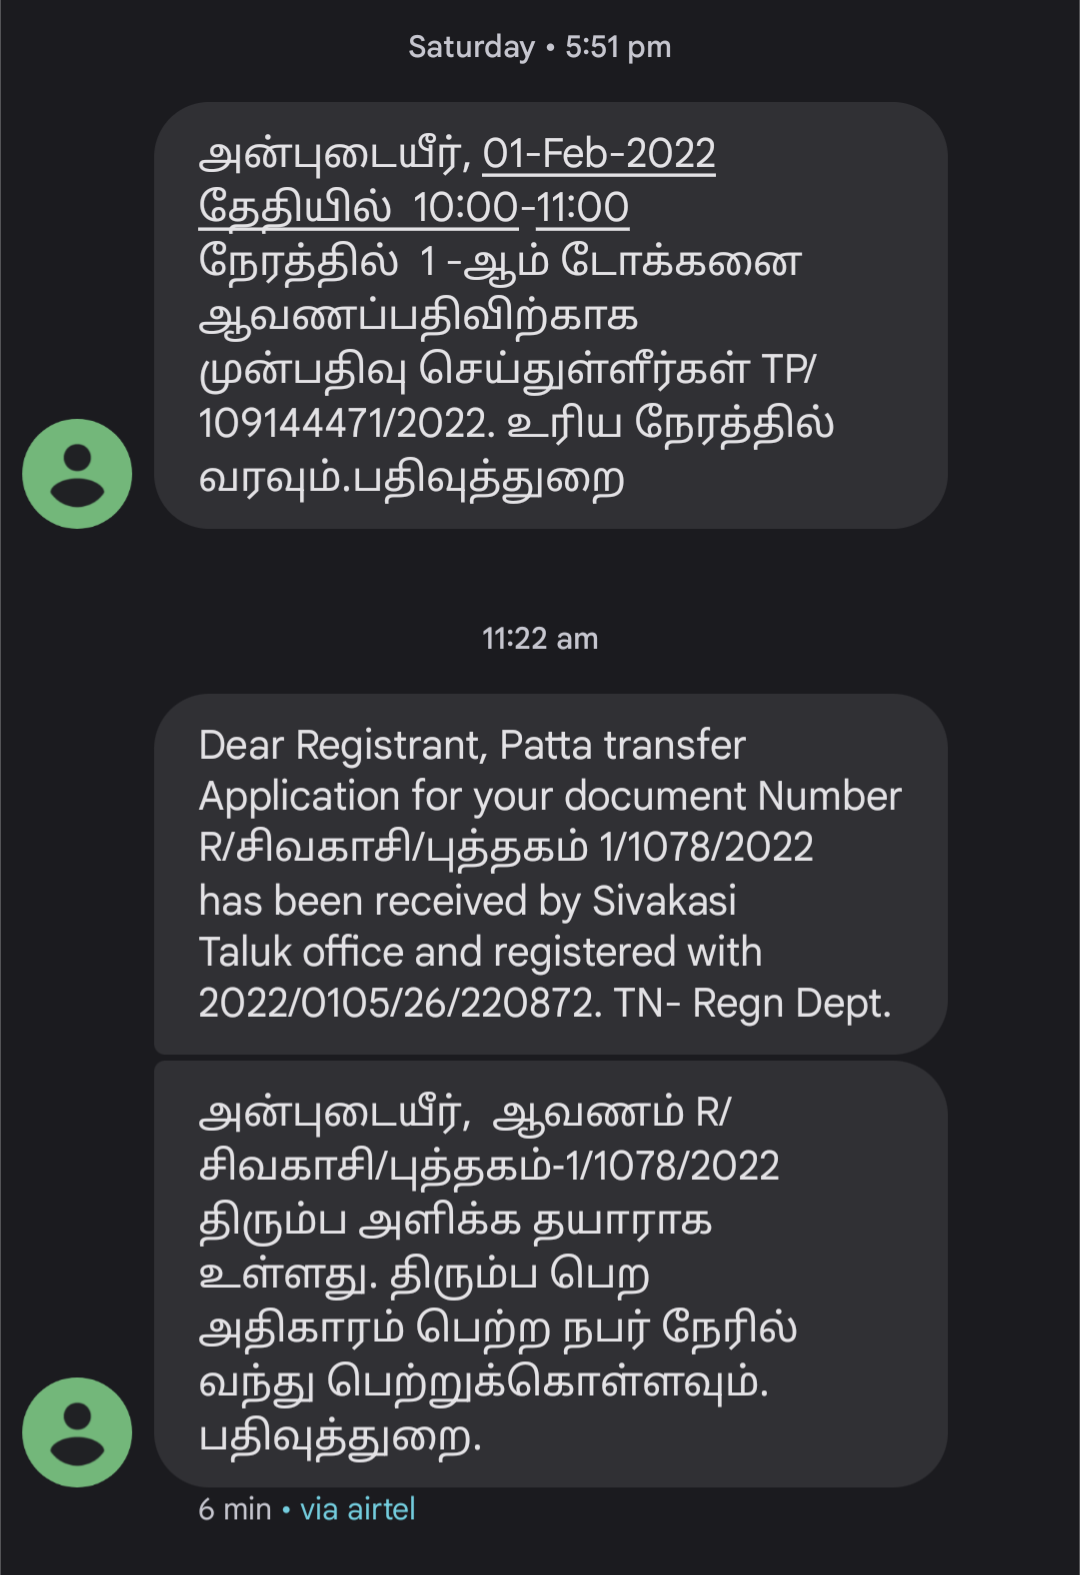 Saturday • 5:51 pm
அன்புடையீர், 01-Feb-2022
தேதியில்  10:00-11:00
நேரத்தில்  1 -ஆம் டோக்கனை
ஆவணப்பதிவிற்காக
முன்பதிவு செய்துள்ளீர்கள் TP/
109144471/2022. உரிய நேரத்தில்
வரவும்.பதிவுத்துறை
11:22 am
Dear Registrant, Patta transfer
Application for your document Number
R/சிவகாசி/புத்தகம் 1/1078/2022
has been received by Sivakasi
Taluk office and registered with
2022/0105/26/220872. TN- Regn Dept.
அன்புடையீர்,  ஆவணம் R/
சிவகாசி/புத்தகம்-1/1078/2022
திரும்ப அளிக்க தயாராக
உள்ளது. திரும்ப பெற
அதிகாரம் பெற்ற நபர் நேரில்
வந்து பெற்றுக்கொள்ளவும்.
பதிவுத்துறை.
6 min • via airtel